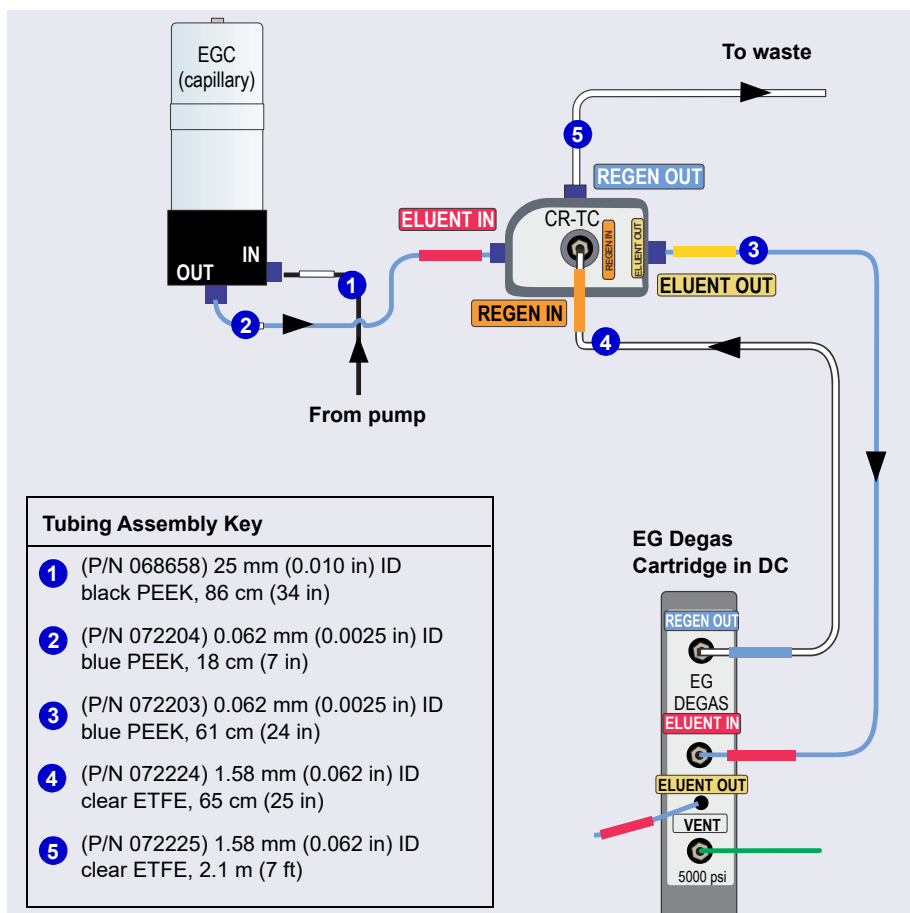 EGC
(capillary)
IN
OUT
1
2
From pump
To waste
5
REGEN OUT
ELUENT IN
CR-TC
REGEN IN
ELUENT OUT
3
ELUENT OUT
REGEN IN
4
Tubing Assembly Key
1 (P/N 068658) 25 mm (0.010 in) ID
black PEEK, 86 cm (34 in)
2 (P/N 072204) 0.062 mm (0.0025 in) ID
blue PEEK, 18 cm (7 in)
3 (P/N 072203) 0.062 mm (0.0025 in) ID
blue PEEK, 61 cm (24 in)
4 (P/N 072224) 1.58 mm (0.062 in) ID
clear ETFE, 65 cm (25 in)
5 (P/N 072225) 1.58 mm (0.062 in) ID
clear ETFE, 2.1 m (7 ft)
EG Degas
Cartridge in DC
REGEN OUT
EG
DEGAS
ELUENT IN
ELUENT OUT
VENT
5000 psi